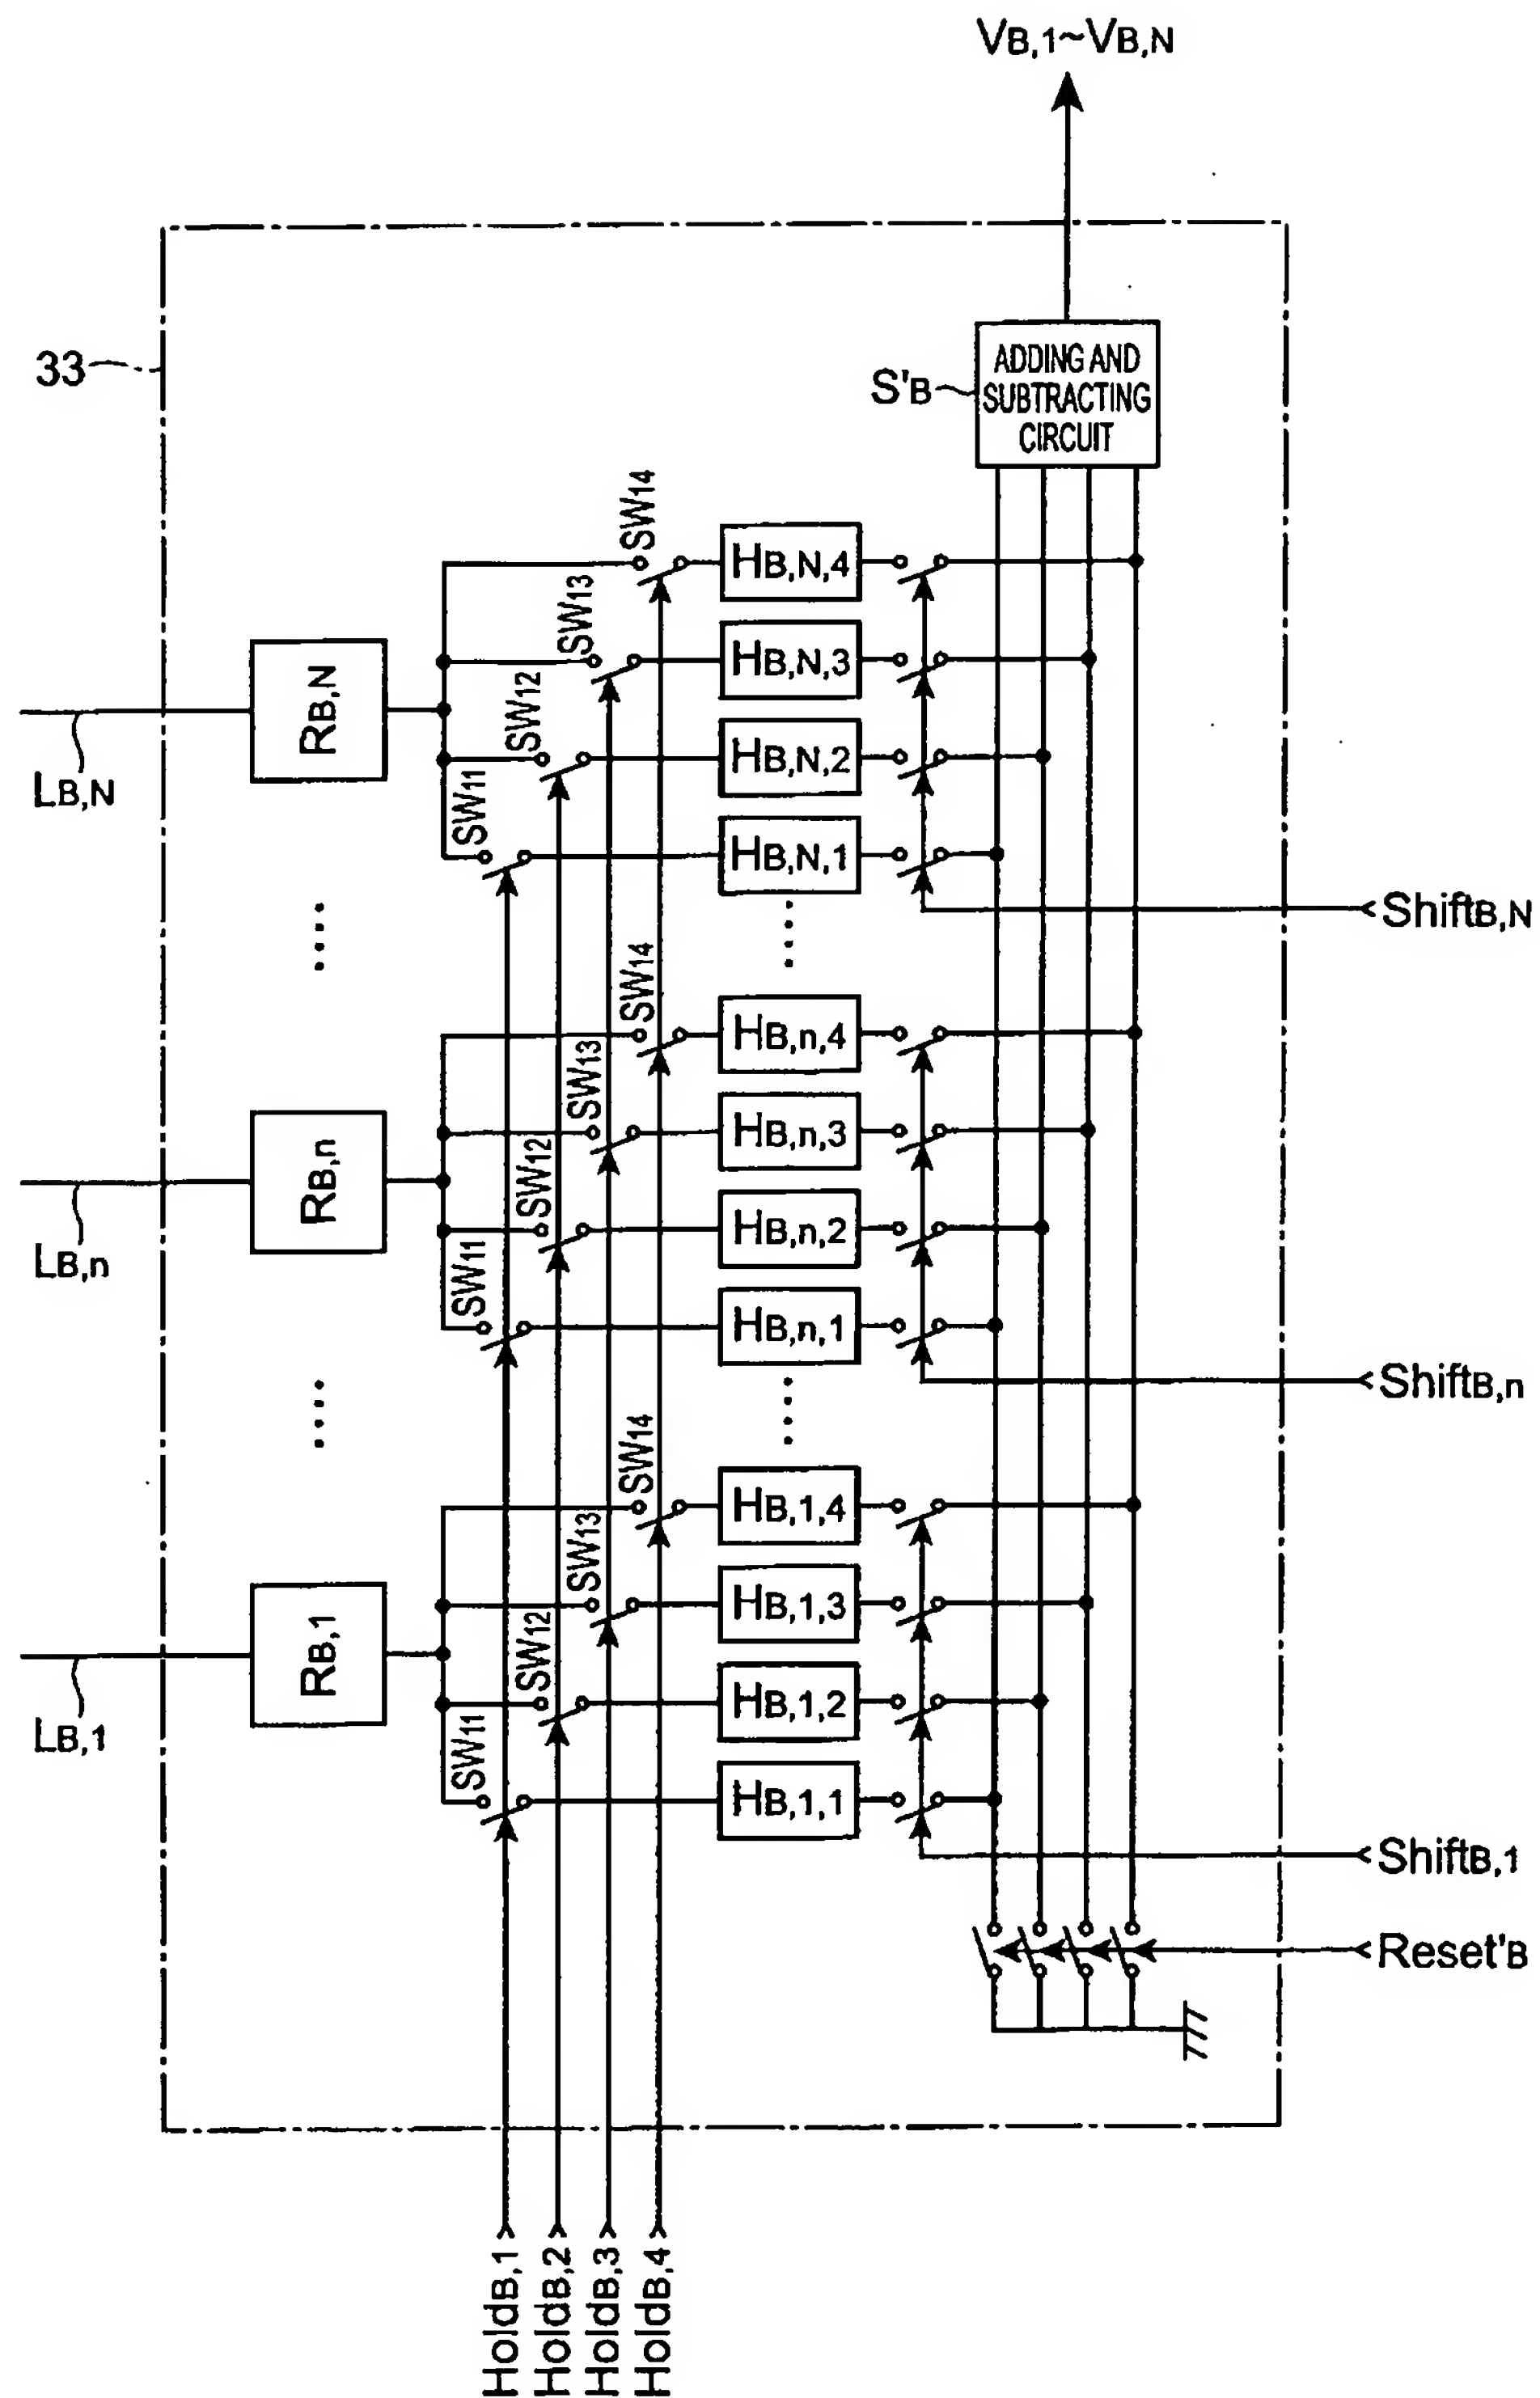 VB,1~VB,N
33
S'B
ADDING AND
SUBTRACTING
CIRCUIT
SW14
HB,N,4
SW13
HB,N,3
RB,N
SW12
HB,N,2
LB,N
SW11
HB,N,1
ShiftB,N
SW14
HB,n,4
SW13
HB,n,3
RB,n
SW12
HB,n,2
LB,n
SW11
HB,n,1
ShiftB,n
SW14
HB,1,4
SW13
HB,1,3
RB,1
SW12
HB,1,2
LB,1
SW11
HB,1,1
ShiftB,1
Reset'B
HoldB,1
HoldB,2
HoldB,3
HoldB,4